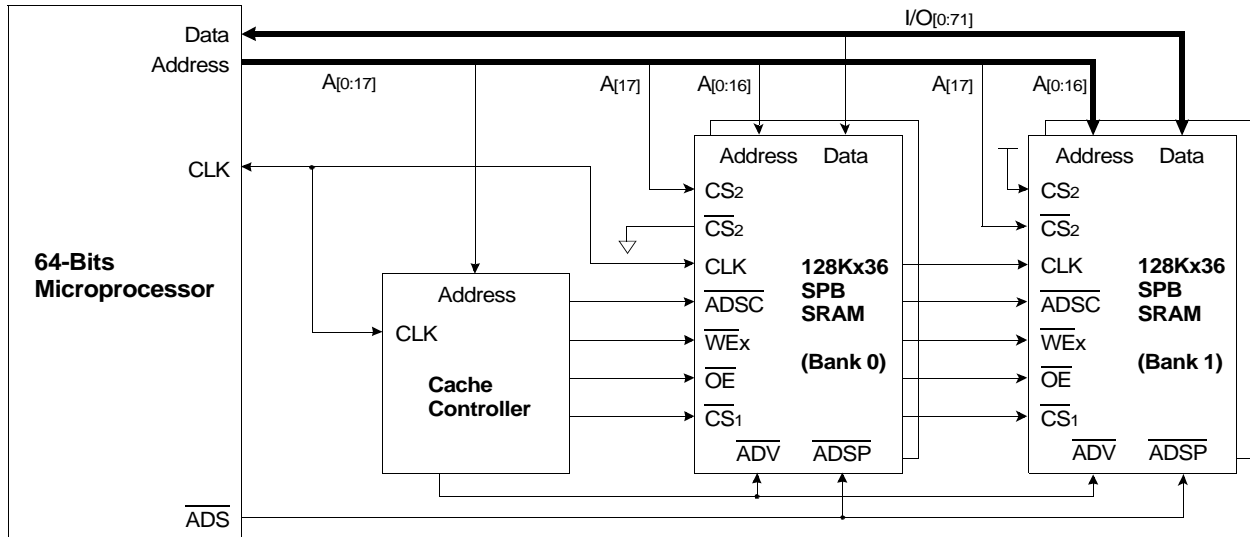 I/O[0:71]
Data
Address
A[0:17]
A[17]
A[0:16]
A[17]
A[0:16]
CLK
64-Bits
Microprocessor
ADS
Address
CLK
Cache
Controller
Address Data
CS2
CS2
CLK
ADSC
WEx
OE
CS1
128Kx36
SPB
SRAM
(Bank 0)
ADV ADSP
Address Data
CS2
CS2
CLK
ADSC
WEx
OE
CS1
128Kx36
SPB
SRAM
(Bank 1)
ADV ADSP